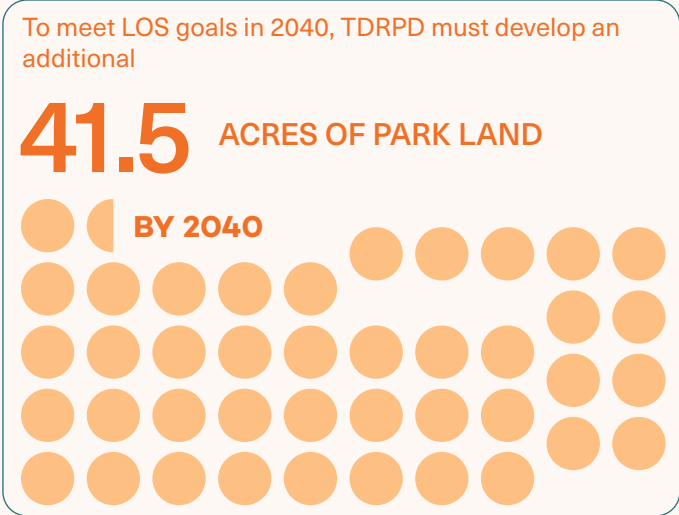 To meet LOS goals in 2040, TDRPD must develop an
additional
41.5 ACRES OF PARK LAND
BY 2040